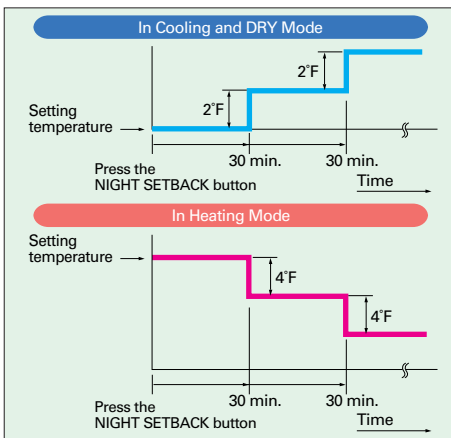 In Cooling and DRY Mode
2˚F
2˚F
Setting
temperature
30 min.
30 min.
Press the
NIGHT SETBACK button
Time
In Heating Mode
Setting
temperature
4˚F
4˚F
30 min.
30 min.
Press the
NIGHT SETBACK button
Time